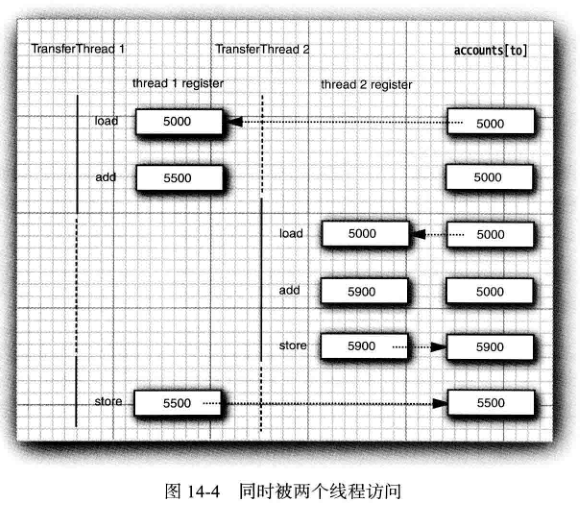 TransferThread 1 TransferThread 2 accounts[to]
thread 1 register thread 2 register
load 5000 5000
add 5500 5000
load 5000 5000
add 5900 5000
store 5900 5900
store 5500 5500
图 14-4 同时被两个线程访问